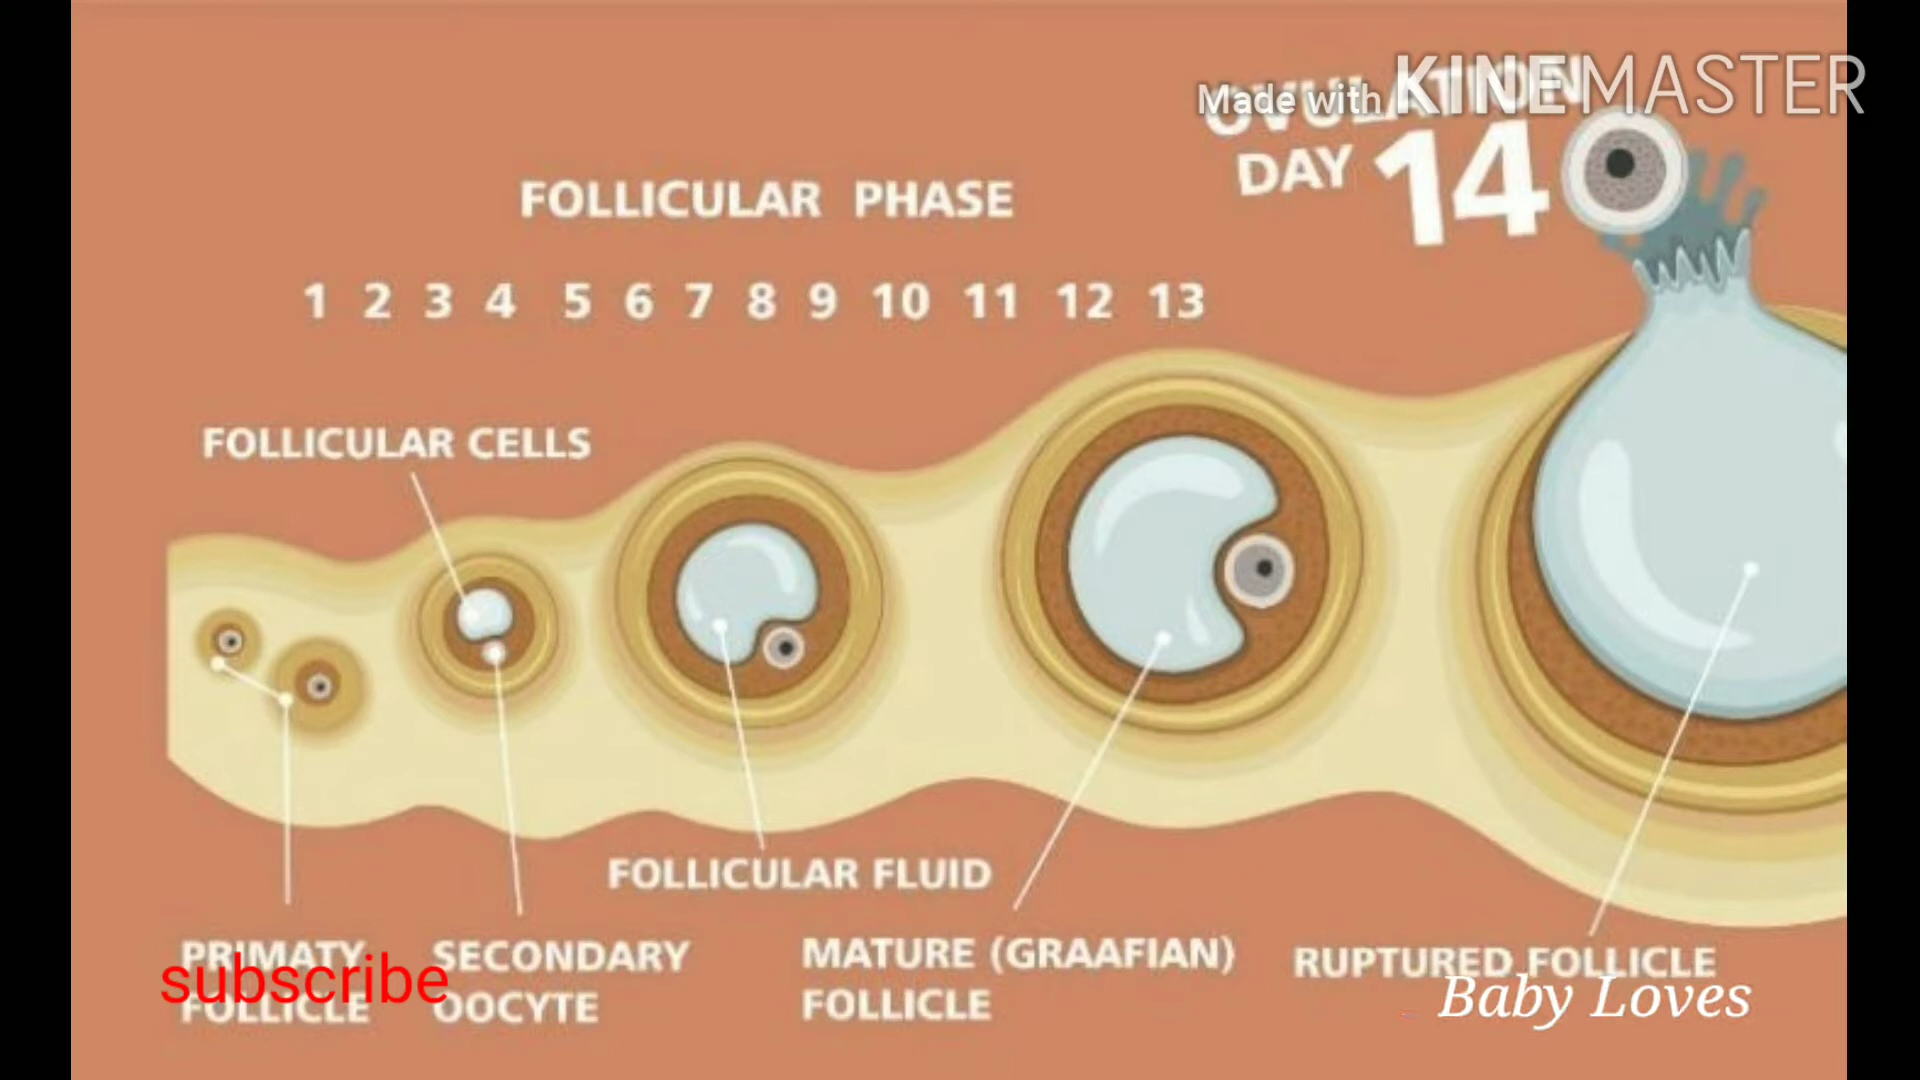 Made with KINEMASTER
OVULATION
DAY 14
FOLLICULAR PHASE
1 2 3 4 5 6 7 8 9 10 11 12 13
FOLLICULAR CELLS
FOLLICULAR FLUID
PRIMATY
FOLLICLE
subscribe
SECONDARY
OOCYTE
MATURE (GRAAFIAN)
FOLLICLE
RUPTURED FOLLICLE
Baby Loves